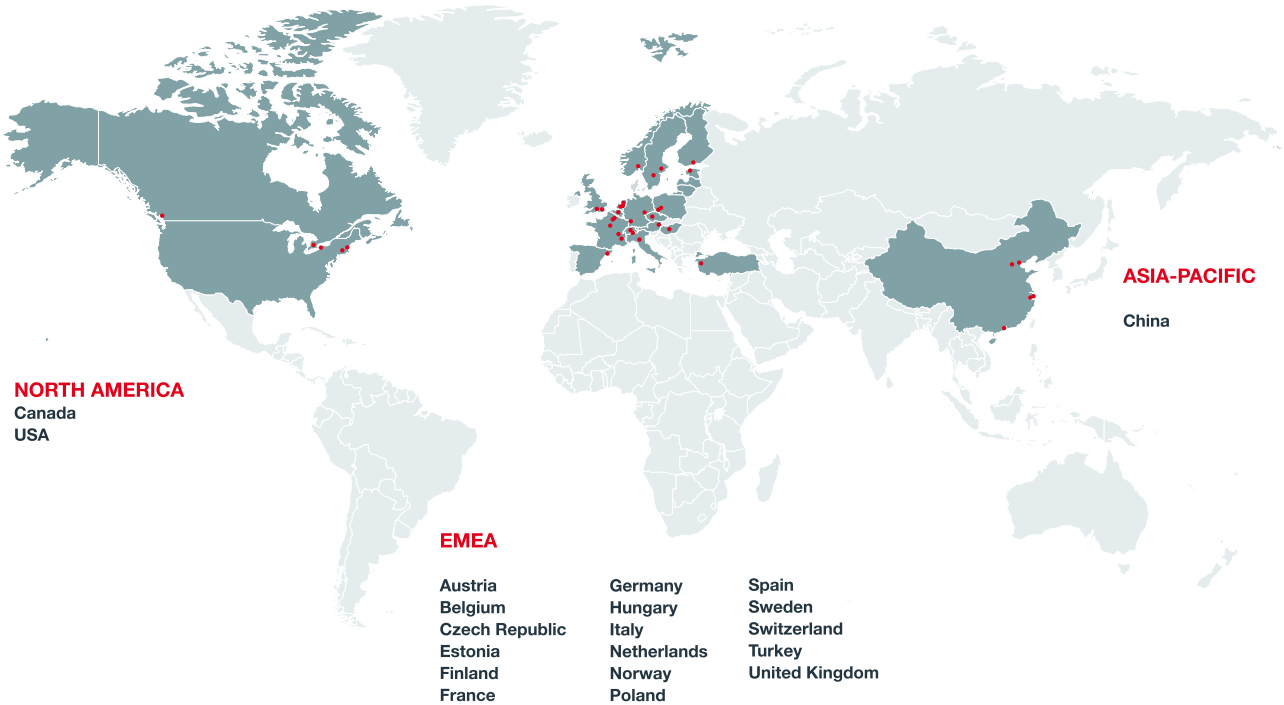 ASIA-PACIFIC
China
NORTH AMERICA
Canada
USA
EMEA
Austria
Belgium
Czech Republic
Estonia
Finland
France
Germany
Hungary
Italy
Netherlands
Norway
Poland
Spain
Sweden
Switzerland
Turkey
United Kingdom